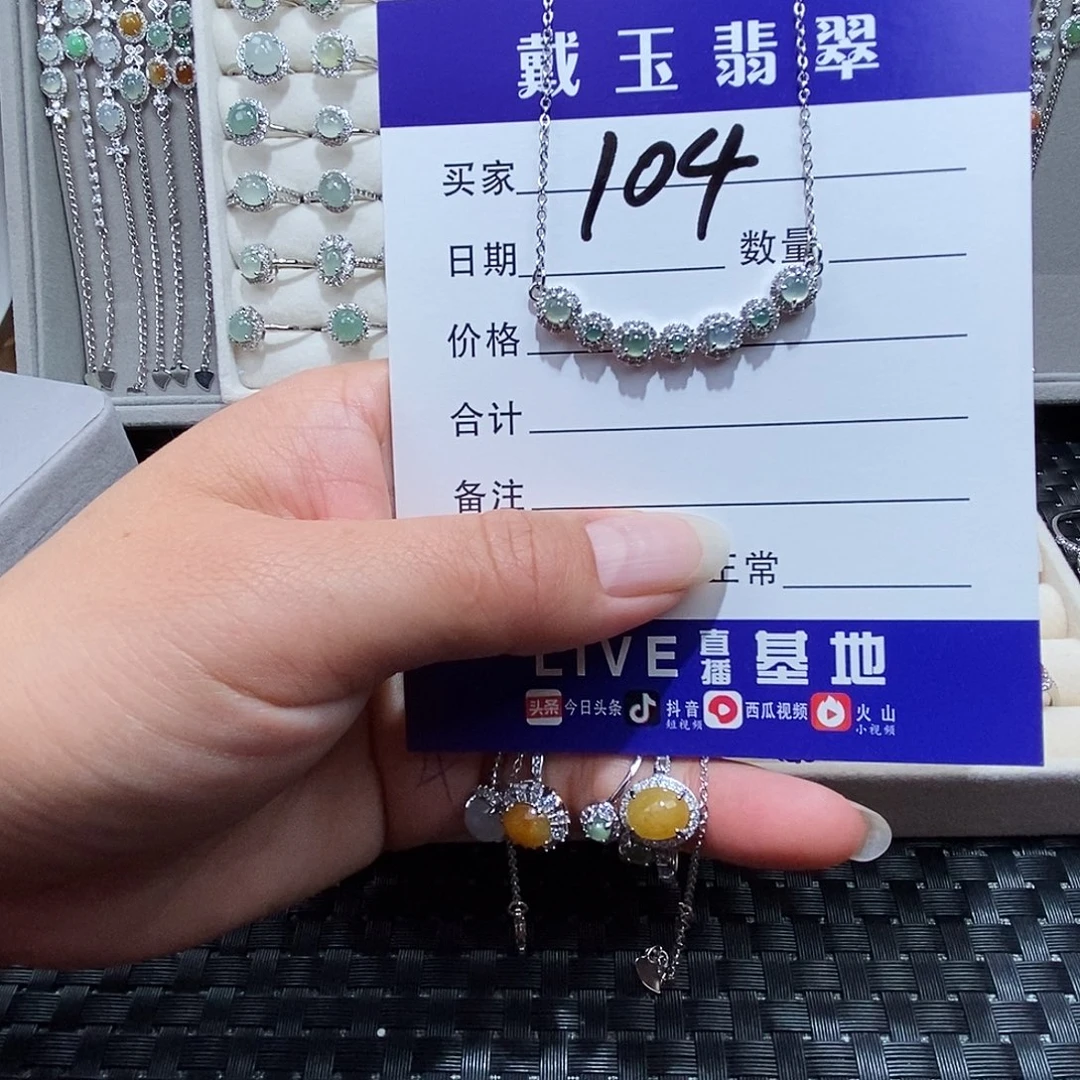 戴玉翡翠
买家 104
日期 数量
价格
合计
备注
正常
LIVE 直播 基地
头条 今日头条 抖音 短视频 西瓜视频 火山 小视频